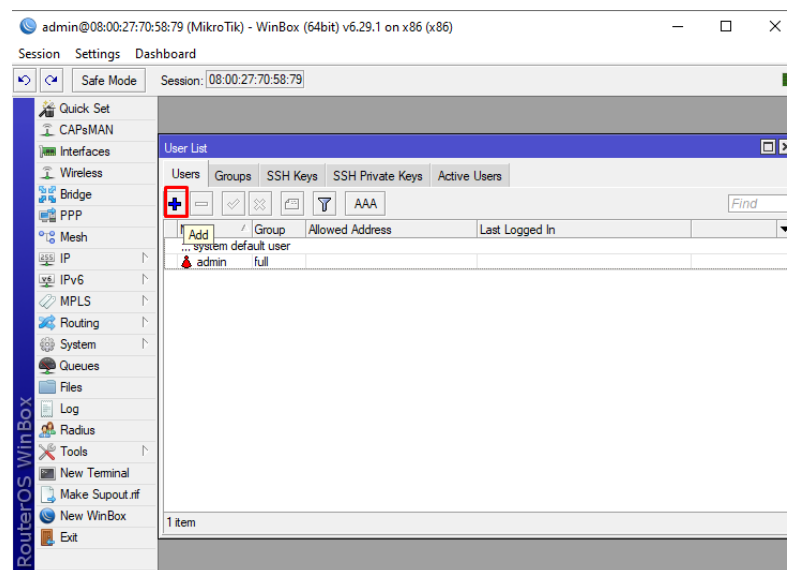 admin@08:00:27:70:58:79 (MikroTik) - WinBox (64bit) v6.29.1 on x86 (x86)
Session Settings Dashboard
Safe Mode Session: 08:00:27:70:58:79
Quick Set
CAPsMAN
Interfaces
Wireless
Bridge
PPP
Mesh
IP
IPv6
MPLS
Routing
System
Queues
Files
Log
Radius
Tools
New Terminal
Make Supout.rif
New WinBox
Exit
RouterOS WinBox
User List
Users Groups SSH Keys SSH Private Keys Active Users
AAA Find
Add
Group Allowed Address Last Logged In
... system default user
admin full
1 item